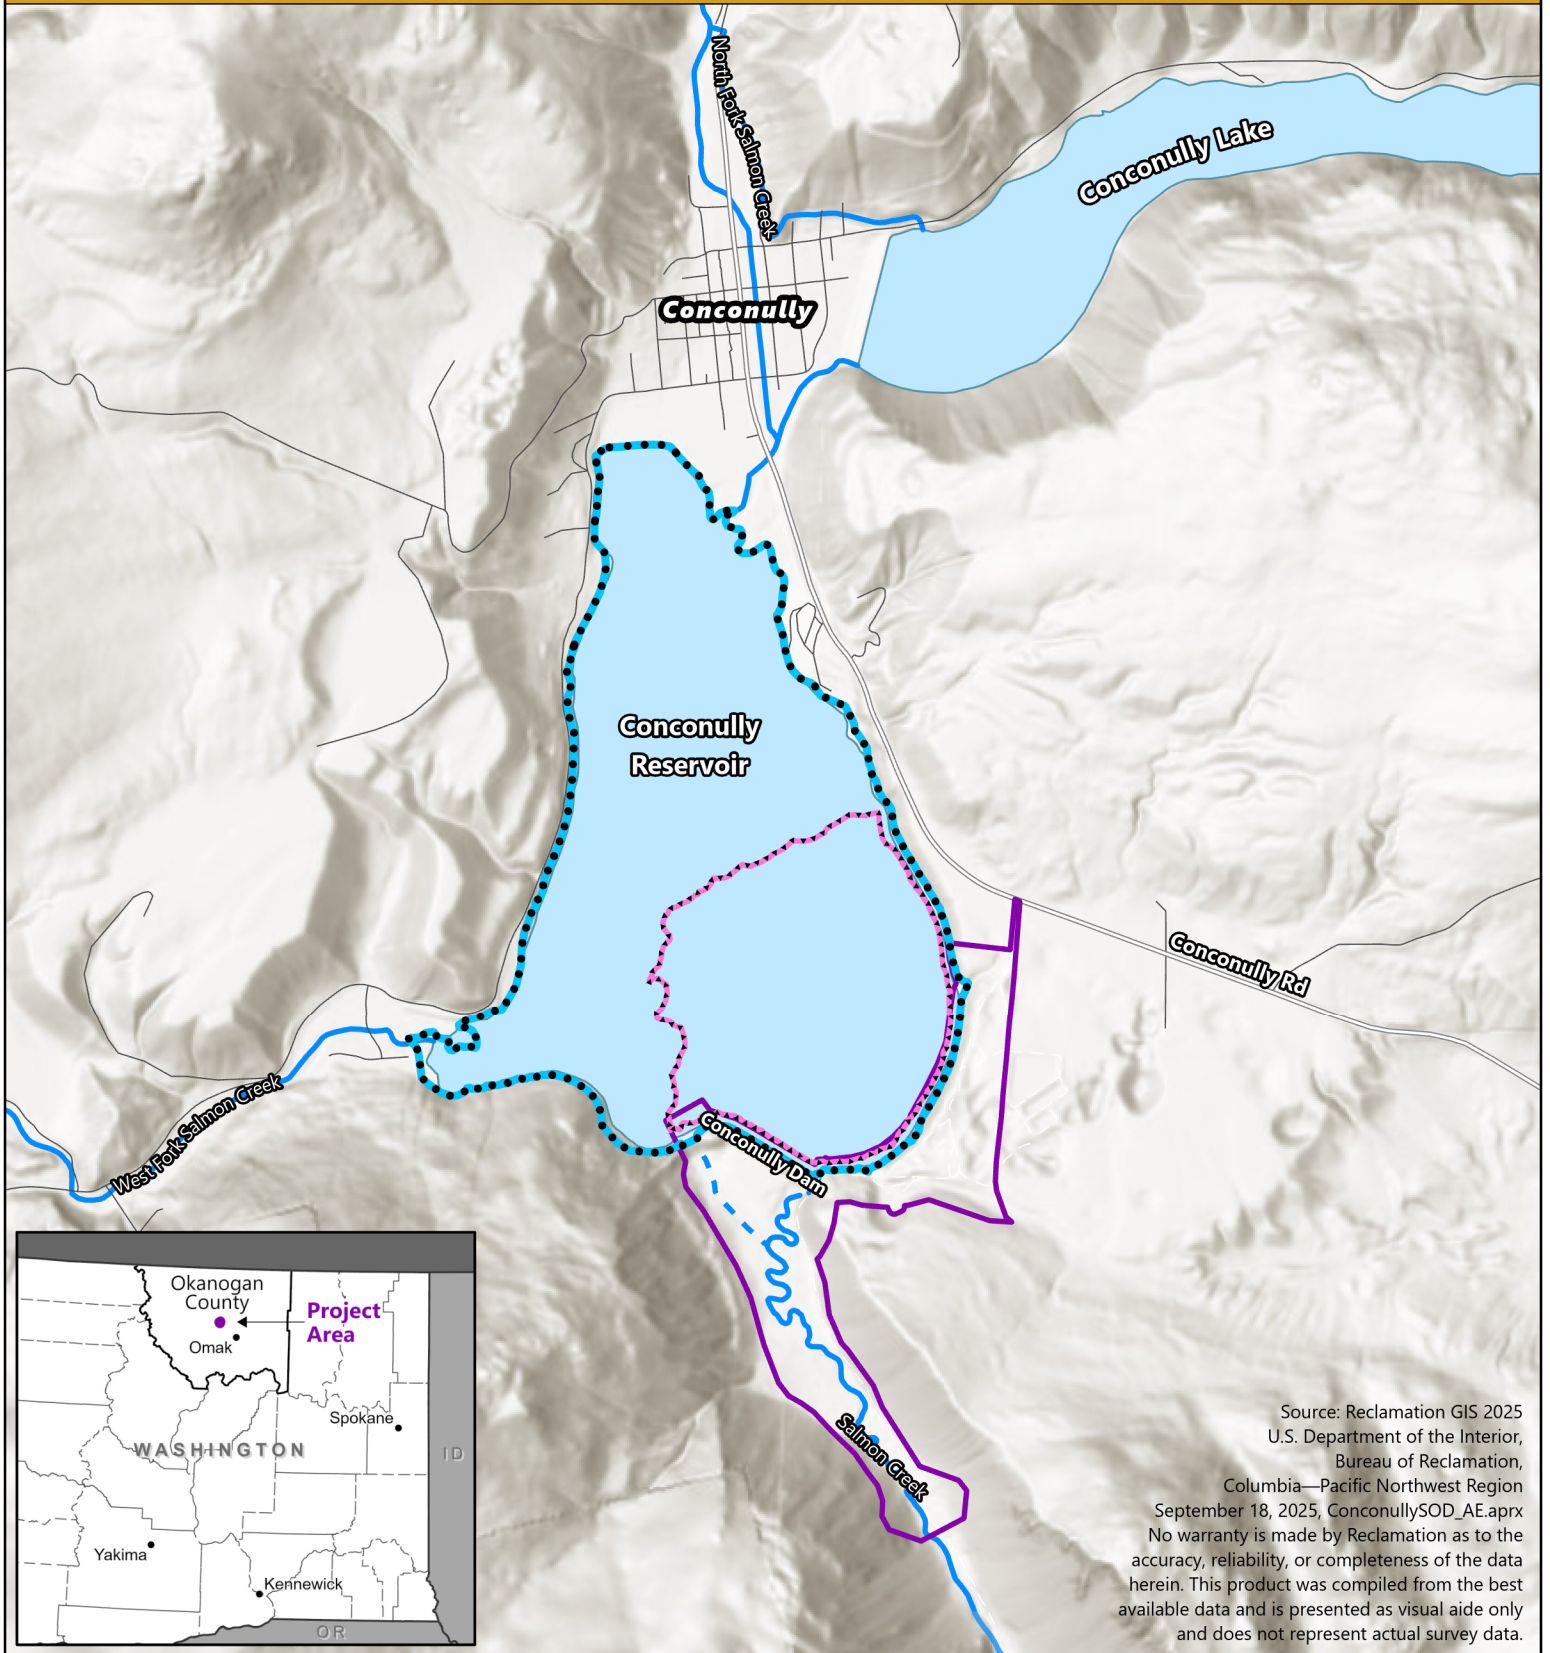 North Fork Salmon Creek
Conconully Lake
Conconully
Conconully
Reservoir
Conconully Rd
West Fork Salmon Creek
Conconully Dam
Salmon Creek
Okanogan
County
Project
Area
Omak
Spokane
WASHINGTON
ID
Yakima
Kennewick
OR
Source: Reclamation GIS 2025
U.S. Department of the Interior,
Bureau of Reclamation,
Columbia—Pacific Northwest Region
September 18, 2025, ConconullySOD_AE.aprx
No warranty is made by Reclamation as to the
accuracy, reliability, or completeness of the data
herein. This product was compiled from the best
available data and is presented as visual aide only
and does not represent actual survey data.